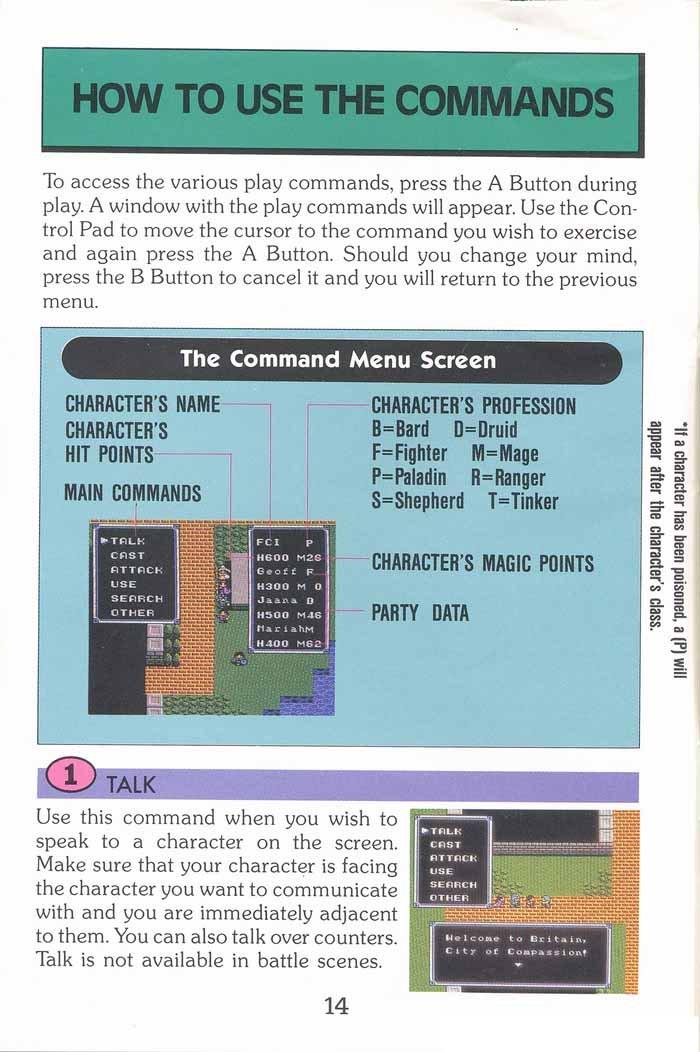 HOW TO USE THE COMMANDS
To access the various play commands, press the A Button during
play. A window with the play commands will appear. Use the Con-
trol Pad to move the cursor to the command you wish to exercise
and again press the A Button. Should you change your mind,
press the B Button to cancel it and you will return to the previous
menu.
The Command Menu Screen
CHARACTER'S NAME
CHARACTER'S
HIT POINTS
MAIN COMMANDS
CHARACTER'S PROFESSION
B=Bard D=Druid
F=Fighter M=Mage
P=Paladin R=Ranger
S=Shepherd T=Tinker
CHARACTER'S MAGIC POINTS
PARTY DATA
▶TALK
CAST
ATTACK
USE
SEARCH
OTHER
FCI P
H600 M28
Geoff F
H300 M 0
Jaana D
H500 M46
MariahM
H400 M62
*If a character has been poisoned, a (P) will
appear after the character's class.
1 TALK
Use this command when you wish to
speak to a character on the screen.
Make sure that your character is facing
the character you want to communicate
with and you are immediately adjacent
to them. You can also talk over counters.
Talk is not available in battle scenes.
▶TALK
CAST
ATTACK
USE
SEARCH
OTHER
Welcome to Britain,
City of Compassion!
14